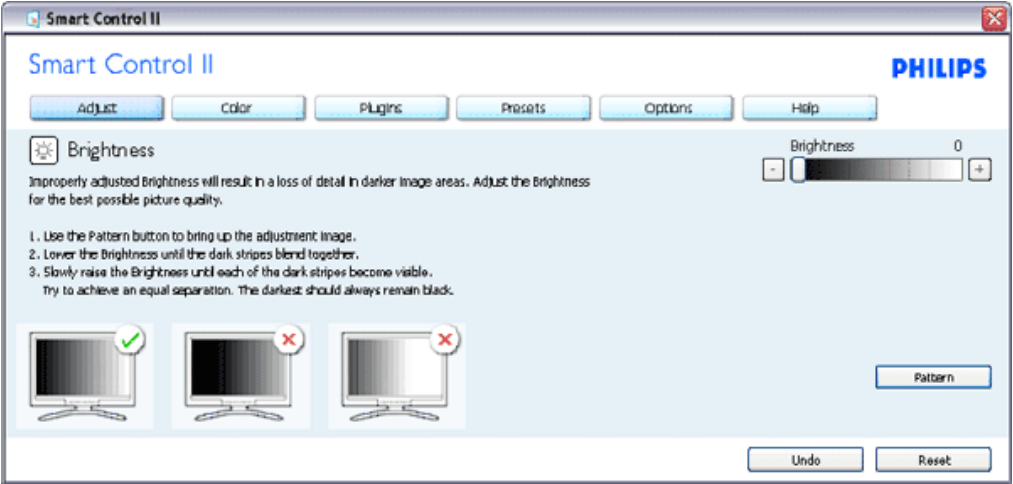 Smart Control II
Smart Control II
PHILIPS
Adjust Color Plugins Presets Options Help
Brightness
Brightness 0
- +
Improperly adjusted Brightness will result in a loss of detail in darker image areas. Adjust the Brightness
for the best possible picture quality.
1. Use the Pattern button to bring up the adjustment image.
2. Lower the Brightness until the dark stripes blend together.
3. Slowly raise the Brightness until each of the dark stripes become visible.
Try to achieve an equal separation. The darkest should always remain black.
Pattern
Undo Reset